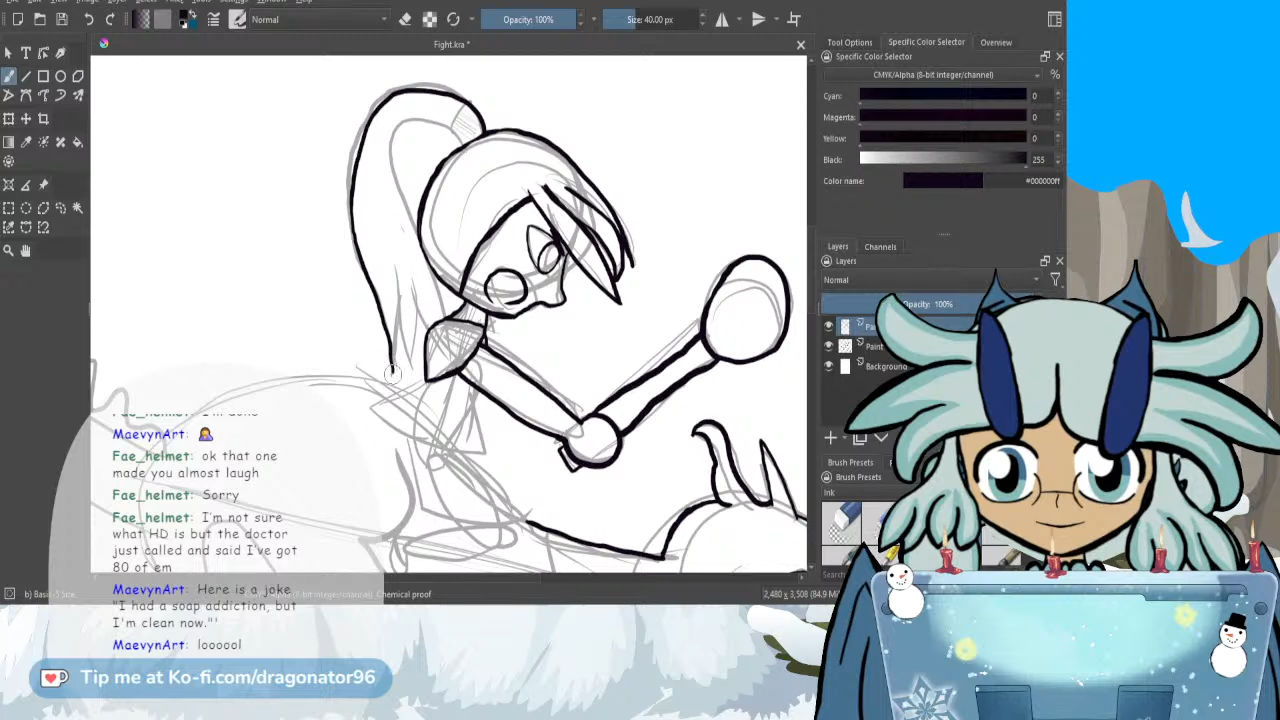 Normal
Opacity: 100%
Size: 40.00 px
Fight.kra *
Tool Options
Specific Color Selector
Overview
Specific Color Selector
CMYK/Alpha (8-bit integer/channel)
%
Cyan:
0
Magenta:
0
Yellow:
0
Black:
255
Color name:
#000000ff
Layers
Channels
Layers
Normal
Opacity: 100%
Paint
Background
Brush Presets
Brush Presets
Ink
Search
MaevynArt:
Fae_helmet: ok that one
made you almost laugh
Fae_helmet: Sorry
Fae_helmet: I'm not sure
what HD is but the doctor
just called and said I've got
80 of em
MaevynArt: Here is a joke
"I had a soap addiction, but
I'm clean now."'
MaevynArt: loooool
Chemical proof
Tip me at Ko-fi.com/dragonator96